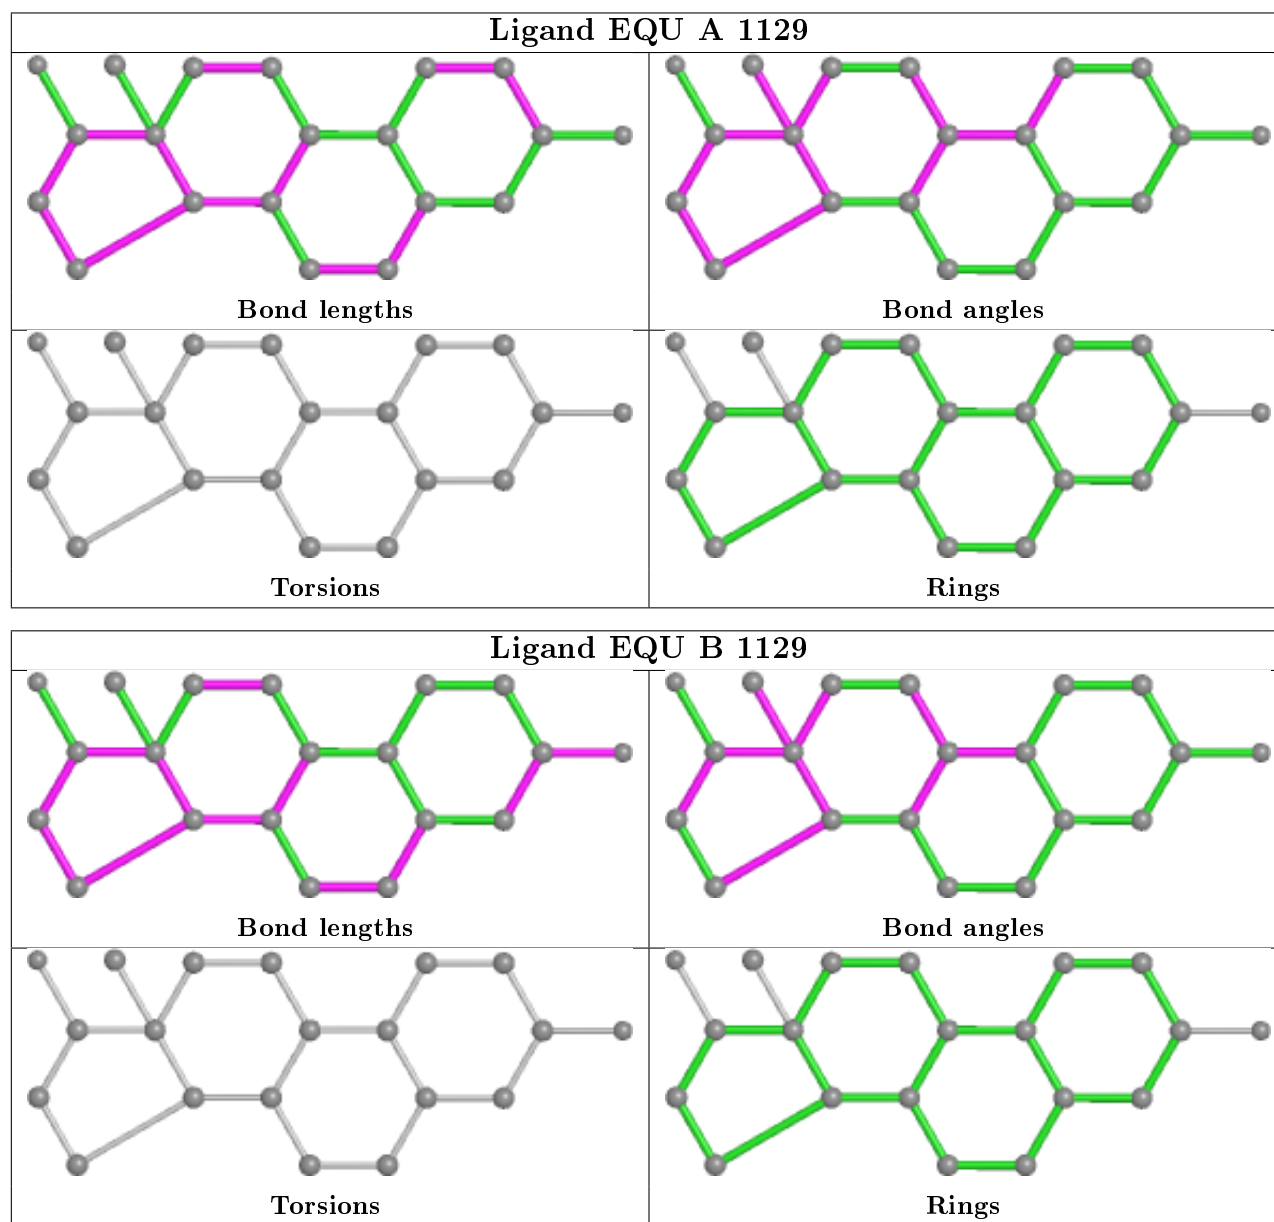 Ligand EQU A 1129
Bond lengths
Bond angles
Torsions
Rings
Ligand EQU B 1129
Bond lengths
Bond angles
Torsions
Rings